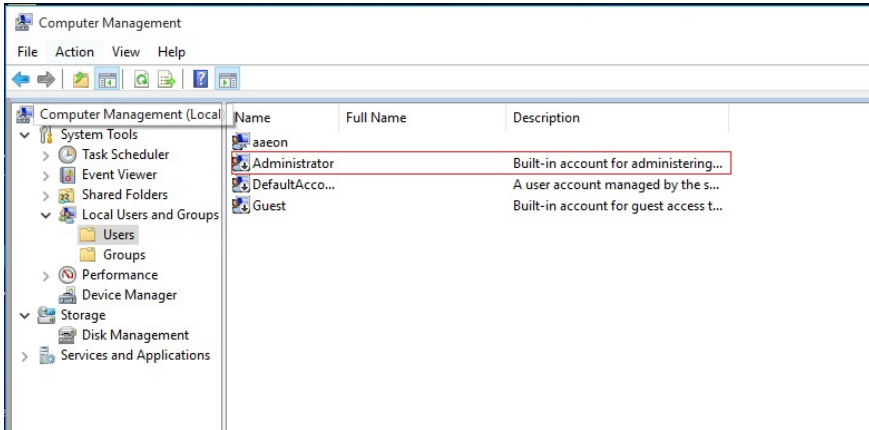 Computer Management
File Action View Help
Computer Management (Local
System Tools
Task Scheduler
Event Viewer
Shared Folders
Local Users and Groups
Users
Groups
Performance
Device Manager
Storage
Disk Management
Services and Applications
Name Full Name Description
aaeon
Administrator Built-in account for administering...
DefaultAcco... A user account managed by the s...
Guest Built-in account for guest access t...